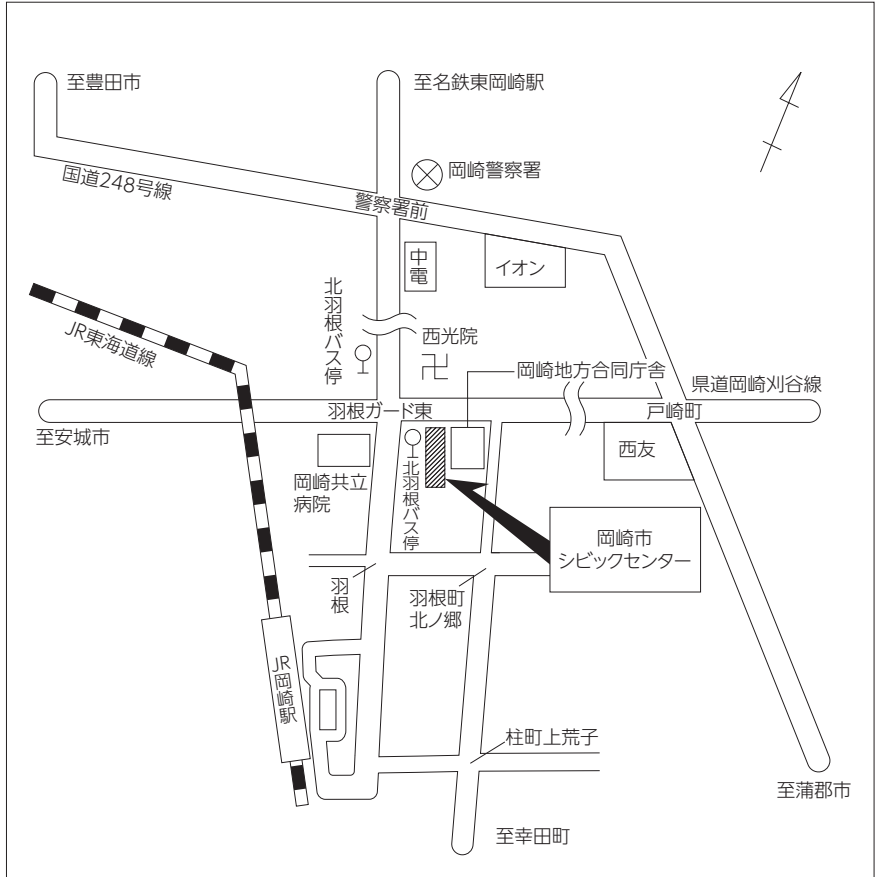 至豊田市
至名鉄東岡崎駅
岡崎警察署
国道248号線
警察署前
中電
イオン
北羽根バス停
JR東海道線
西光院
岡崎地方合同庁舎
県道岡崎刈谷線
羽根ガード東
戸崎町
至安城市
西友
岡崎共立
病院
北羽根バス停
岡崎市
シビックセンター
羽根
羽根町
北ノ郷
JR岡崎駅
柱町上荒子
至蒲郡市
至幸田町